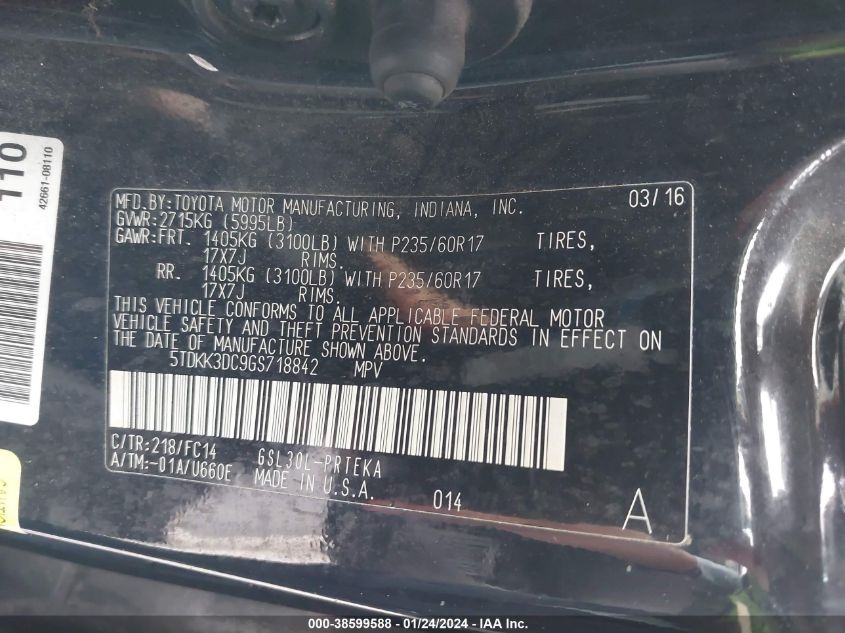 110
42661-08110
MFD.BY:TOYOTA MOTOR MANUFACTURING, INDIANA, INC. 03/16
GVWR:2715KG (5995LB)
GAWR:FRT. 1405KG (3100LB) WITH P235/60R17 TIRES,
17X7J RIMS.
RR. 1405KG (3100LB) WITH P235/60R17 TIRES,
17X7J RIMS.
THIS VEHICLE CONFORMS TO ALL APPLICABLE FEDERAL MOTOR
VEHICLE SAFETY AND THEFT PREVENTION STANDARDS IN EFFECT ON
THE DATE OF MANUFACTURE SHOWN ABOVE.
5TDKK3DC9GS718842 MPV
C/TR:218/FC14 GSL30L-PRTEKA
A/TM:-01A/U660E MADE IN U.S.A. 014
A
000-38599588 - 01/24/2024 - IAA Inc.